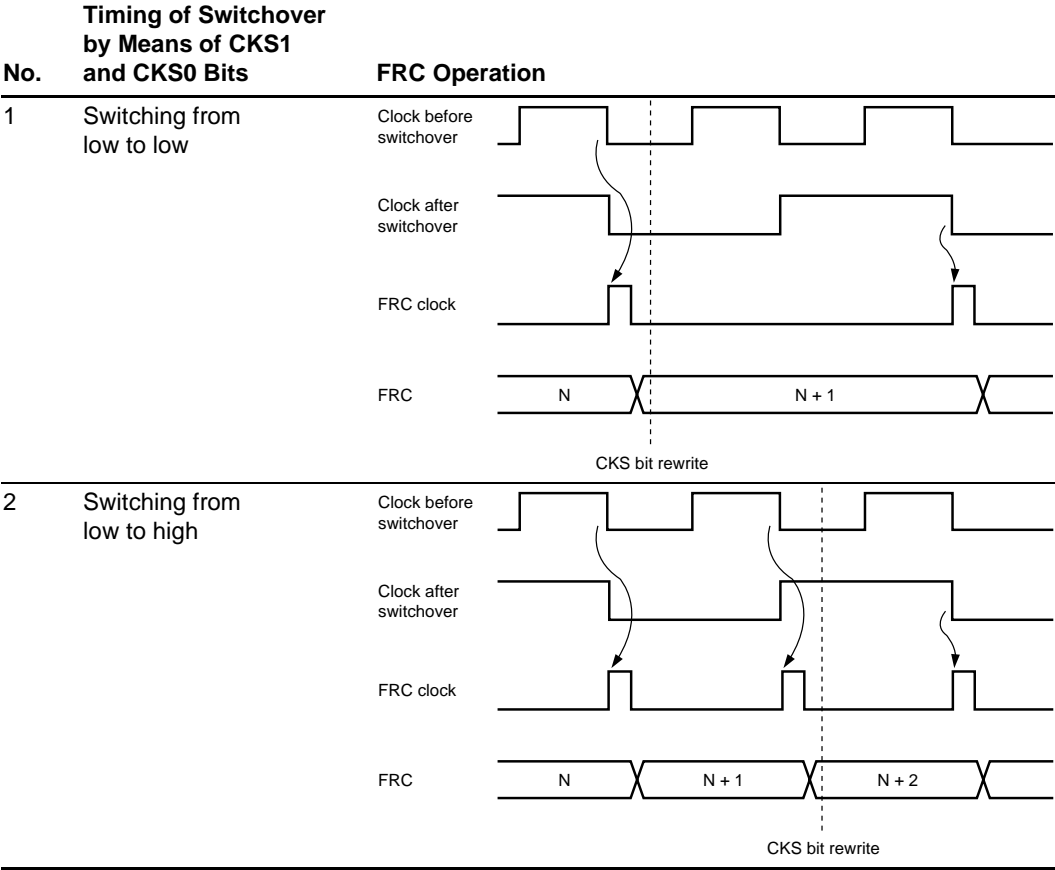 No.
Timing of Switchover
by Means of CKS1
and CKS0 Bits
FRC Operation
1
Switching from
low to low
Clock before
switchover
Clock after
switchover
FRC clock
FRC
N
N + 1
CKS bit rewrite
2
Switching from
low to high
Clock before
switchover
Clock after
switchover
FRC clock
FRC
N
N + 1
N + 2
CKS bit rewrite